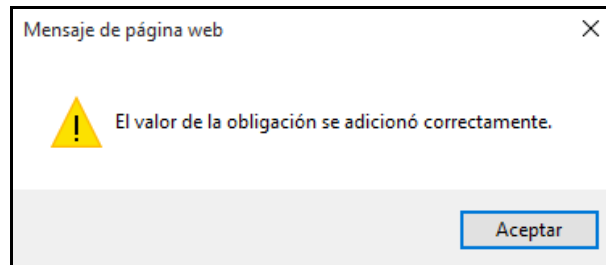 Mensaje de página web
El valor de la obligación se adicionó correctamente.
Aceptar